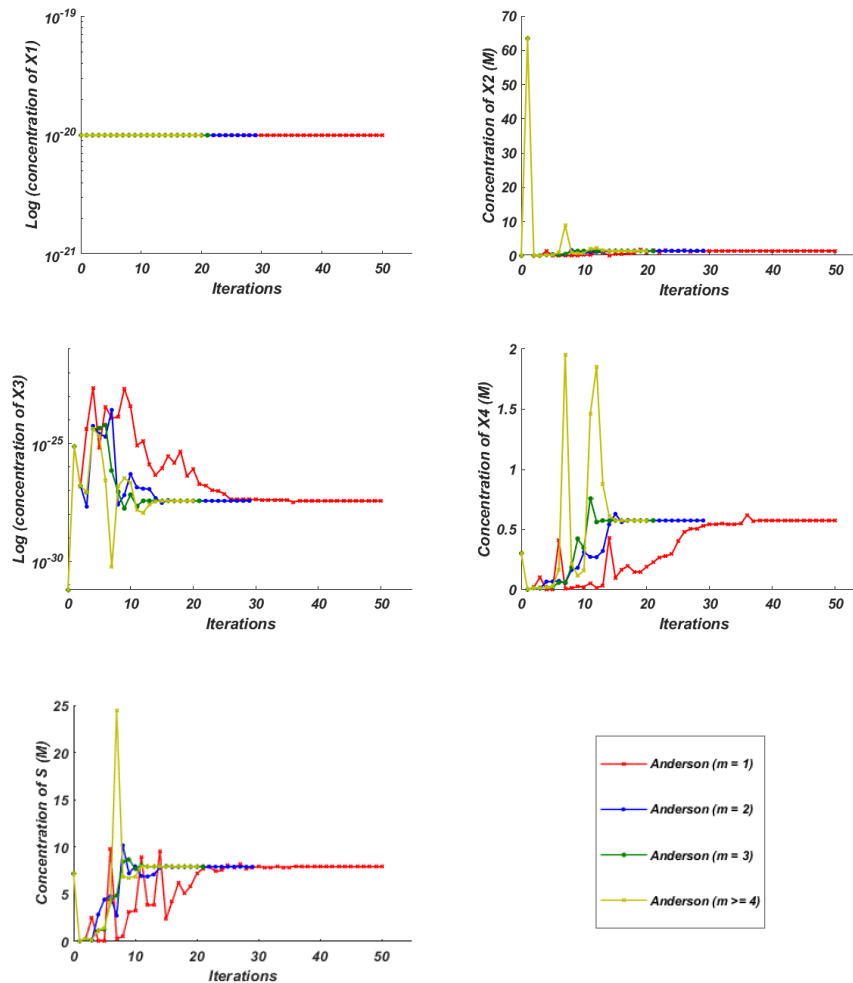 10^-19
10^-20
10^-21
Log (concentration of X1)
0 10 20 30 40 50
Iterations
70
60
50
40
30
20
10
0
Concentration of X2 (M)
0 10 20 30 40 50
Iterations
10^-25
10^-30
Log (concentration of X3)
0 10 20 30 40 50
Iterations
2
1.5
1
0.5
0
Concentration of X4 (M)
0 10 20 30 40 50
Iterations
25
20
15
10
5
0
Concentration of S (M)
0 10 20 30 40 50
Iterations
Anderson (m = 1)
Anderson (m = 2)
Anderson (m = 3)
Anderson (m >= 4)